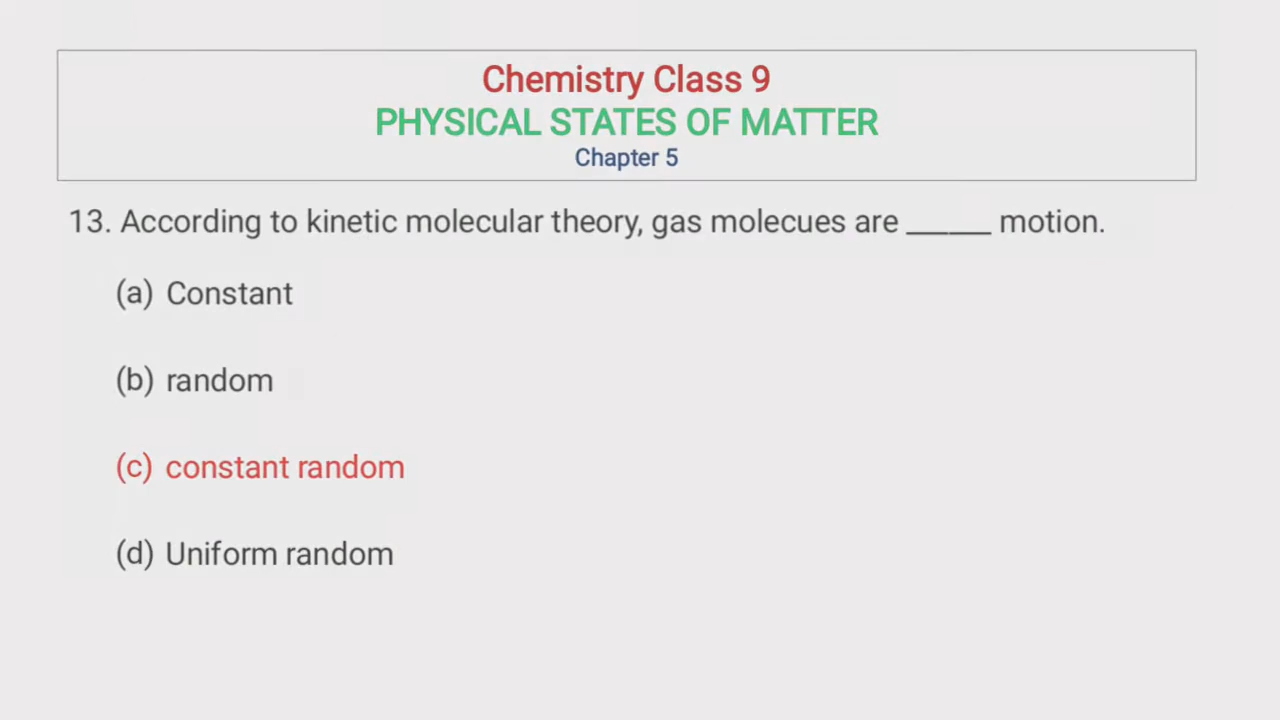 Chemistry Class 9
PHYSICAL STATES OF MATTER
Chapter 5
13. According to kinetic molecular theory, gas molecues are ______ motion.
(a) Constant
(b) random
(c) constant random
(d) Uniform random